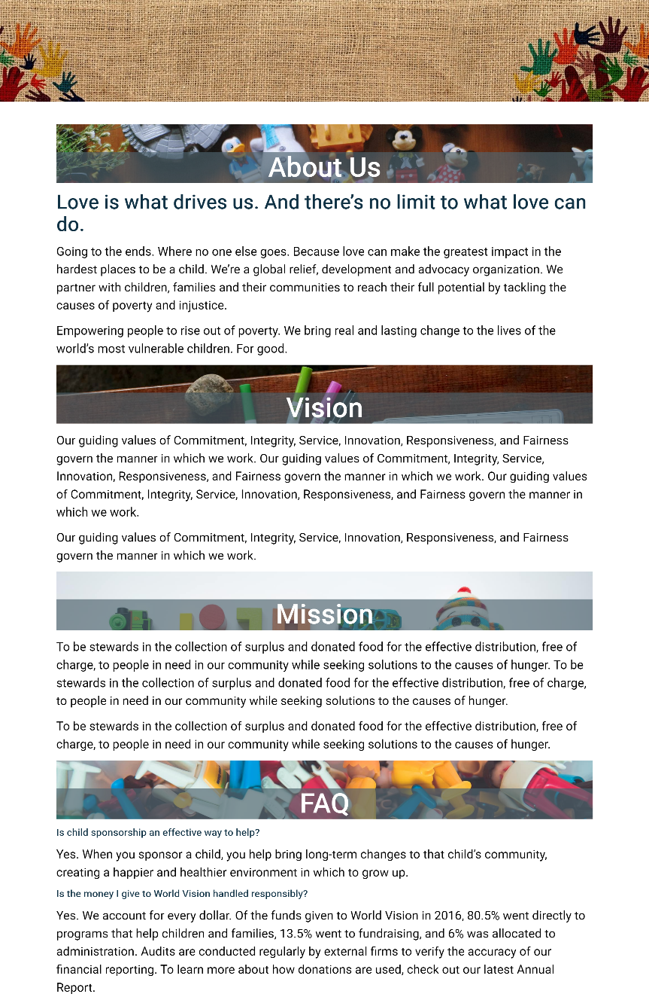 About Us
Love is what drives us. And there’s no limit to what love can
do.
Going to the ends. Where no one else goes. Because love can make the greatest impact in the
hardest places to be a child. We’re a global relief, development and advocacy organization. We
partner with children, families and their communities to reach their full potential by tackling the
causes of poverty and injustice.
Empowering people to rise out of poverty. We bring real and lasting change to the lives of the
world’s most vulnerable children. For good.
Vision
Our guiding values of Commitment, Integrity, Service, Innovation, Responsiveness, and Fairness
govern the manner in which we work. Our guiding values of Commitment, Integrity, Service,
Innovation, Responsiveness, and Fairness govern the manner in which we work. Our guiding values
of Commitment, Integrity, Service, Innovation, Responsiveness, and Fairness govern the manner in
which we work.
Our guiding values of Commitment, Integrity, Service, Innovation, Responsiveness, and Fairness
govern the manner in which we work.
Mission
To be stewards in the collection of surplus and donated food for the effective distribution, free of
charge, to people in need in our community while seeking solutions to the causes of hunger. To be
stewards in the collection of surplus and donated food for the effective distribution, free of charge,
to people in need in our community while seeking solutions to the causes of hunger.
To be stewards in the collection of surplus and donated food for the effective distribution, free of
charge, to people in need in our community while seeking solutions to the causes of hunger.
FAQ
Is child sponsorship an effective way to help?
Yes. When you sponsor a child, you help bring long-term changes to that child’s community,
creating a happier and healthier environment in which to grow up.
Is the money I give to World Vision handled responsibly?
Yes. We account for every dollar. Of the funds given to World Vision in 2016, 80.5% went directly to
programs that help children and families, 13.5% went to fundraising, and 6% was allocated to
administration. Audits are conducted regularly by external firms to verify the accuracy of our
financial reporting. To learn more about how donations are used, check out our latest Annual
Report.